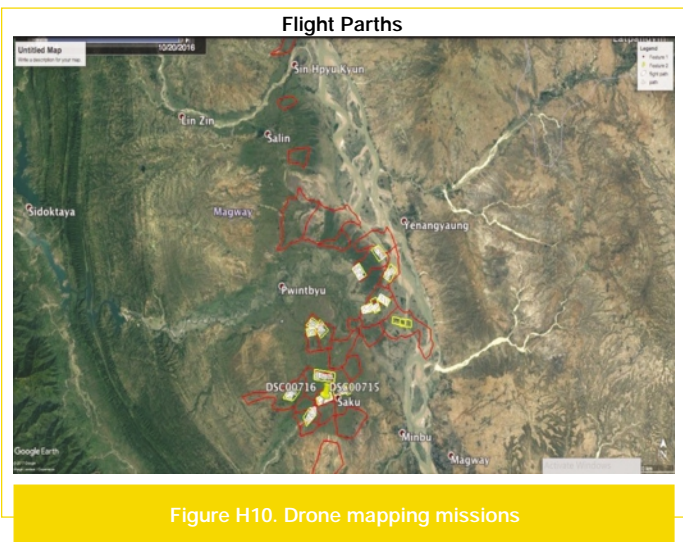 Flight Parths
Untitled Map
Write a description for your map.
10/20/2016
Legend
Feature 1
Feature 2
flight path
path
Sin Hpyu Kyun
Lin Zin
Salin
Sidoktaya
Magway
Yenangyaung
Pwintbyu
DSC00716
DSC00715
Saku
Minbu
Magway
Google Earth
N
Activate Windows
Figure H10. Drone mapping missions